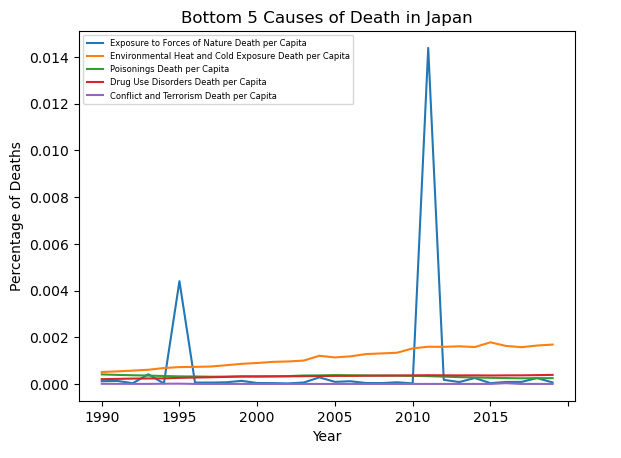 Bottom 5 Causes of Death in Japan
Exposure to Forces of Nature Death per Capita
Environmental Heat and Cold Exposure Death per Capita
Poisonings Death per Capita
Drug Use Disorders Death per Capita
Conflict and Terrorism Death per Capita
Percentage of Deaths
0.014
0.012
0.010
0.008
0.006
0.004
0.002
0.000
1990 1995 2000 2005 2010 2015
Year